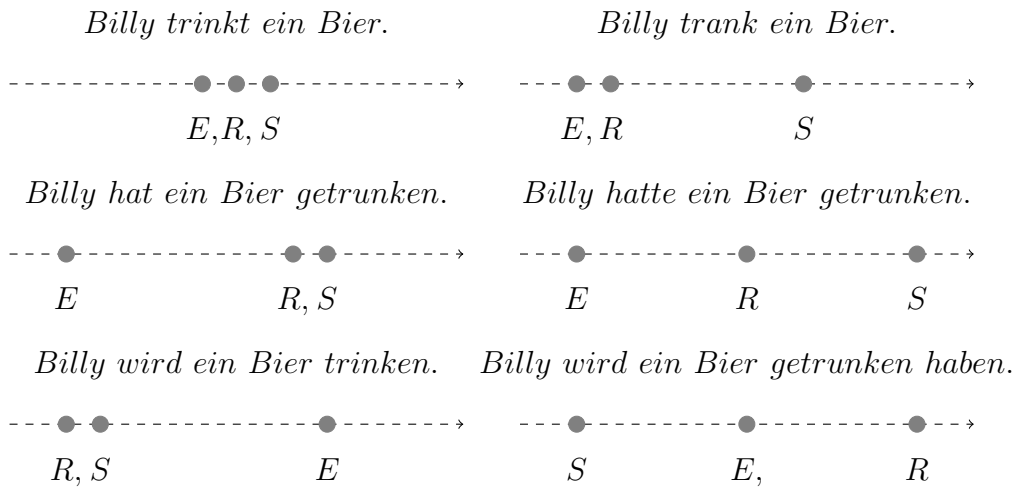 Billy trinkt ein Bier.
E,R, S
Billy trank ein Bier.
E, R S
Billy hat ein Bier getrunken.
E R, S
Billy hatte ein Bier getrunken.
E R S
Billy wird ein Bier trinken.
R, S E
Billy wird ein Bier getrunken haben.
S E, R